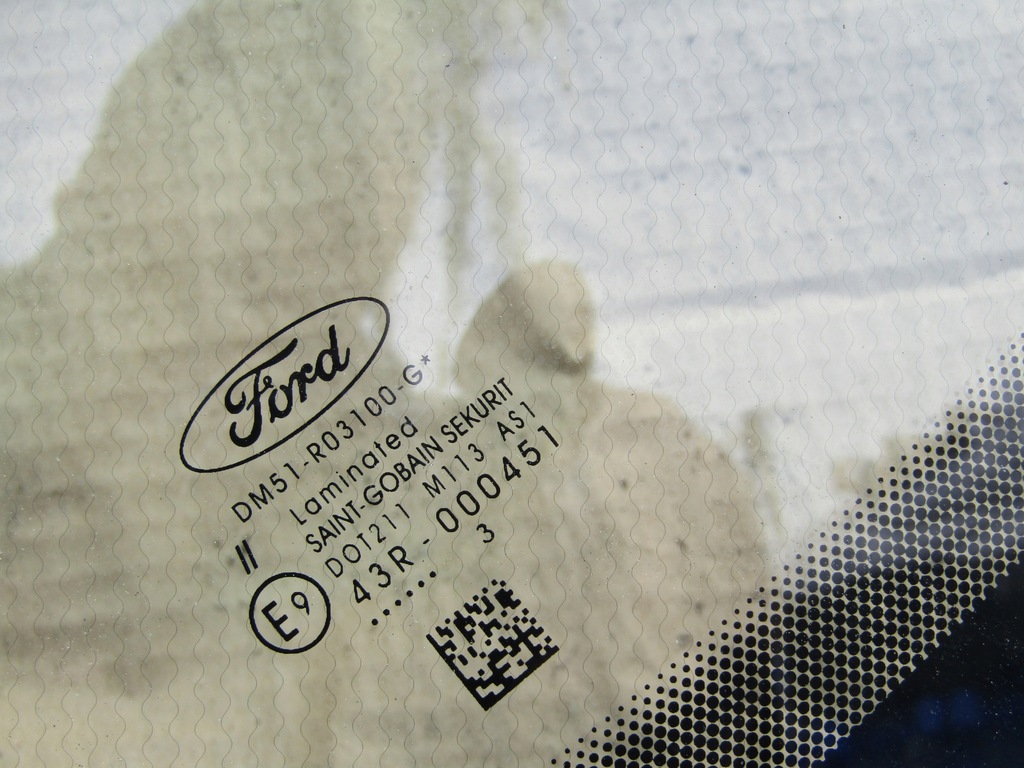 Ford
DM51-R03100-G*
Laminated
SAINT-GOBAIN SEKURIT
DOT211 M113 AS1
II
E9
43R - 000451
..... 3